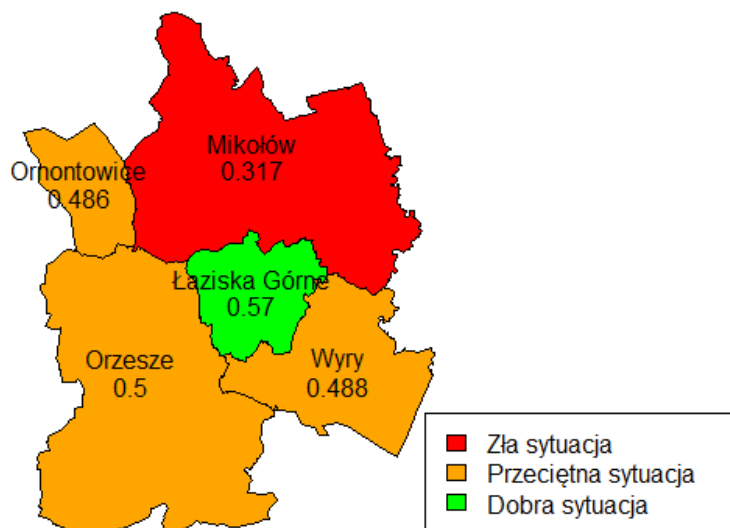 Mikołów
0.317
Ornontowice
0.486
Łaziska Górne
0.57
Orzesze
0.5
Wyry
0.488
Zła sytuacja
Przeciętna sytuacja
Dobra sytuacja